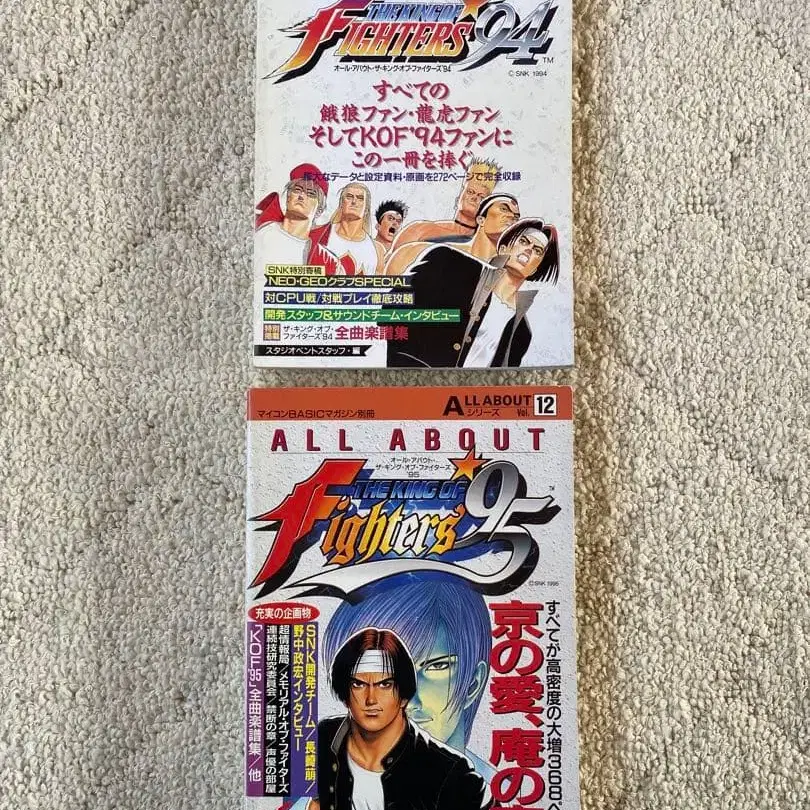 THE KING OF
FIGHTERS'94
TM
オール・アバウト・ザ・キング・オブ・ファイターズ'94
© SNK 1994
すべての
餓狼ファン・龍虎ファン
そしてKOF'94ファンに
この一冊を捧ぐ
大なデータと設定資料・原画を272ページで完全収録
SNK特別寄稿
NEO・GEOクラブSPECIAL
対CPU戦/対戦プレイ徹底攻略
開発スタッフ&サウンドチーム・インタビュー
特別
掲載
ザ・キング・オブ・
ファイターズ'94
全曲楽譜集
スタジオベントスタッフ・編
マイコンBASICマガジン別冊
ALL ABOUT
シリーズ
Vol. 12
ALL ABOUT
オール・アバウト・
ザ・キング・オブ・ファイターズ
'95
THE KING OF
Fighters'95
TM
©SNK 1995
すべてが高密度の大増368ペ
京の愛、庵の
充実の企画物
SNK開発チーム/長崎萠/
野中政宏インタビュー
超情報局/メモリアル・オブ・ファイターズ
連続技研究委員会/禁断の章/声優の部屋
「KOF'95」全曲楽譜集/他